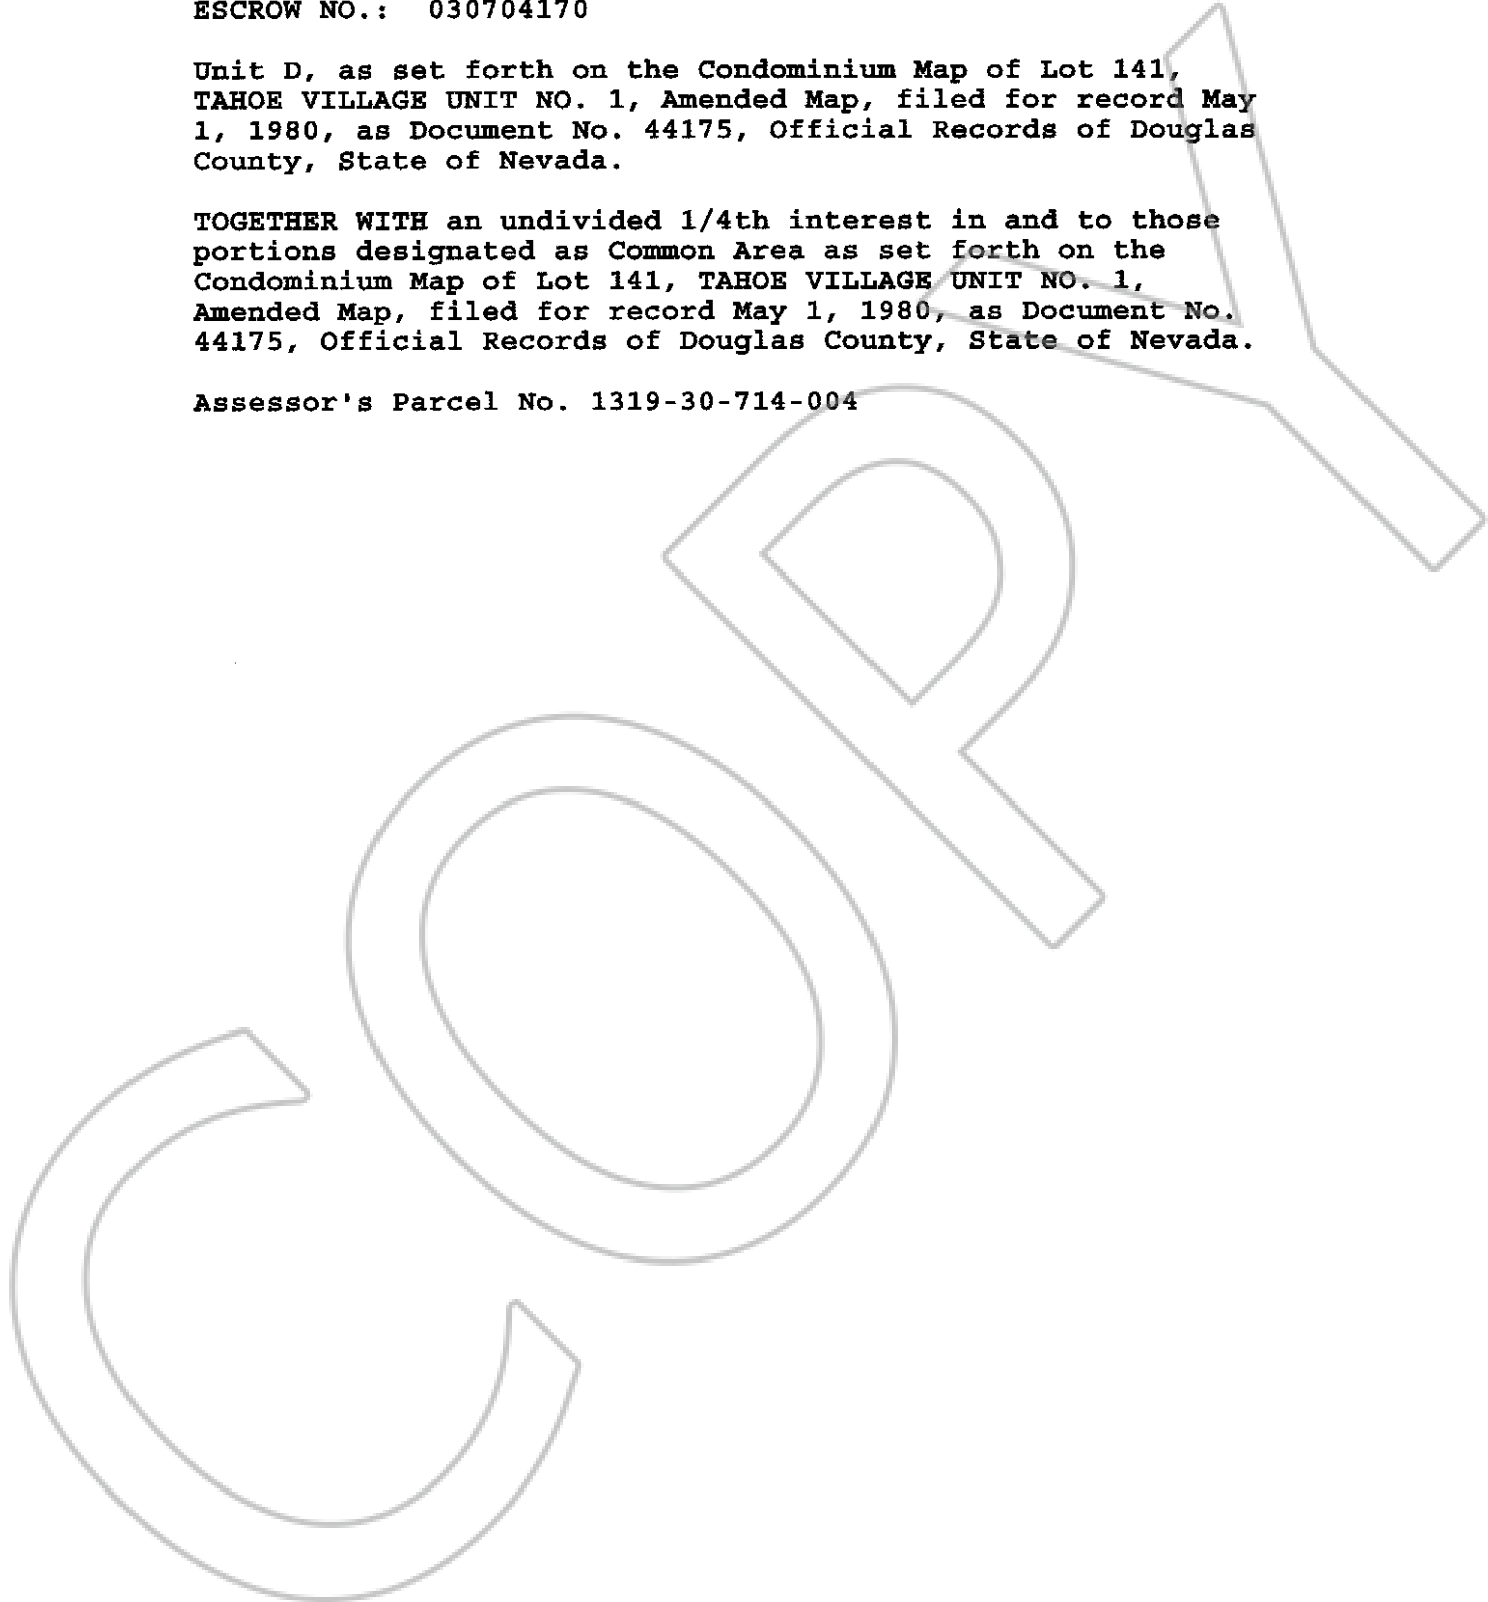 ESCROW NO.: 030704170
Unit D, as set forth on the Condominium Map of Lot 141,
TAHOE VILLAGE UNIT NO. 1, Amended Map, filed for record May
1, 1980, as Document No. 44175, Official Records of Douglas
County, State of Nevada.
TOGETHER WITH an undivided 1/4th interest in and to those
portions designated as Common Area as set forth on the
Condominium Map of Lot 141, TAHOE VILLAGE UNIT NO. 1,
Amended Map, filed for record May 1, 1980, as Document No.
44175, Official Records of Douglas County, State of Nevada.
Assessor's Parcel No. 1319-30-714-004
COPY